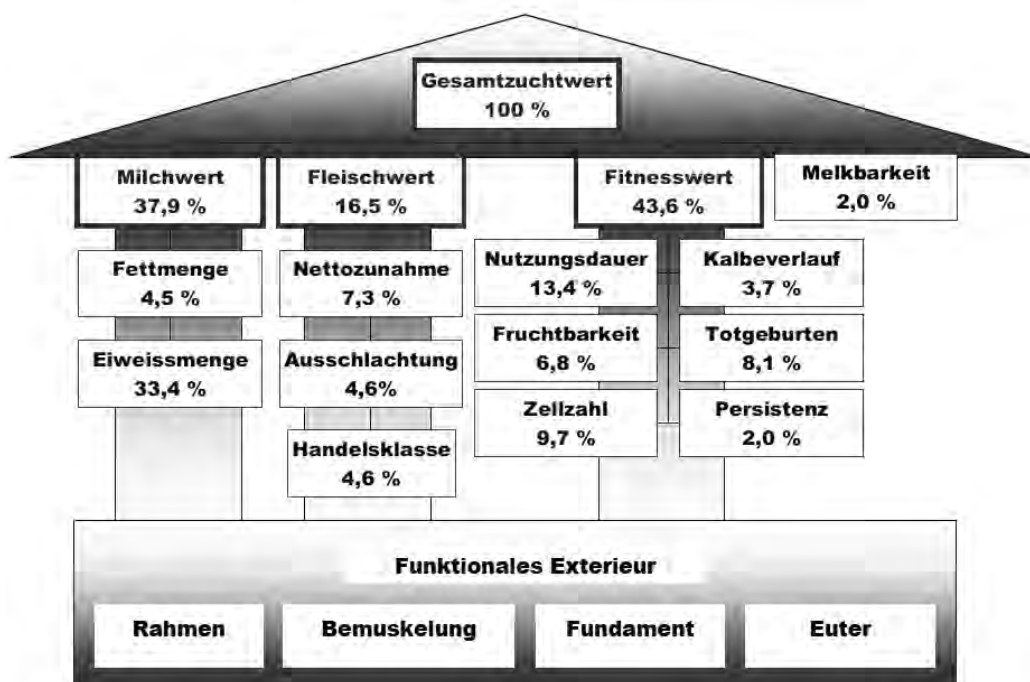 Gesamtzuchtwert
100 %
Milchwert
37,9 %
Fleischwert
16,5 %
Fitnesswert
43,6 %
Melkbarkeit
2,0 %
Fettmenge
4,5 %
Eiweissmenge
33,4 %
Nettozunahme
7,3 %
Ausschlachtung
4,6%
Handelsklasse
4,6 %
Nutzungsdauer
13,4 %
Kalbeverlauf
3,7 %
Fruchtbarkeit
6,8 %
Totgeburten
8,1 %
Zellzahl
9,7 %
Persistenz
2,0 %
Funktionales Exterieur
Rahmen
Bemuskelung
Fundament
Euter